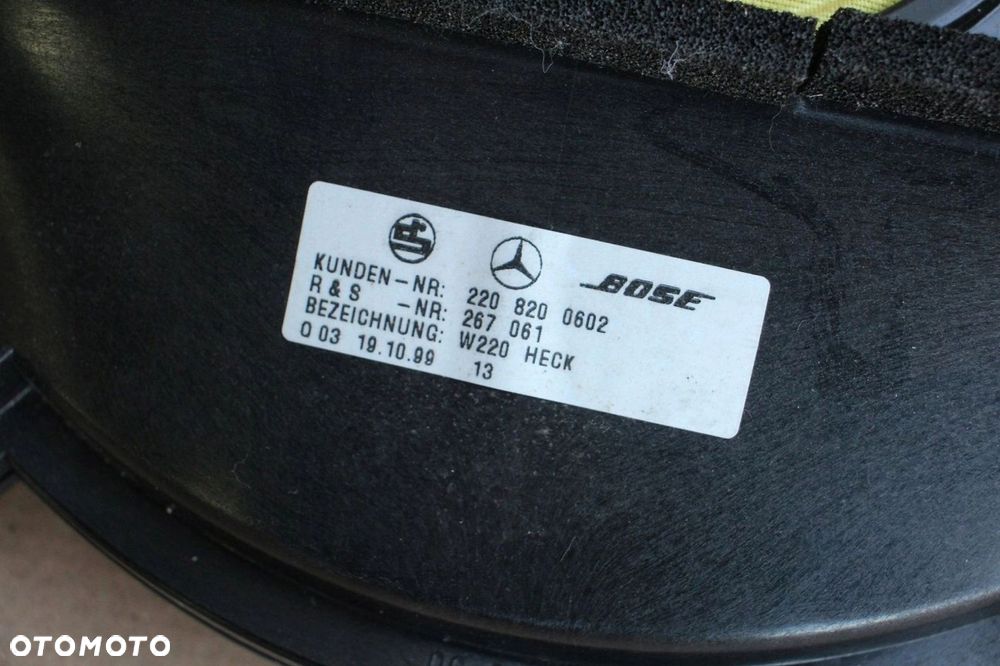 BOSE
KUNDEN-NR: 220 820 0602
R & S -NR: 267 061
BEZEICHNUNG: W220 HECK
0 03 19.10.99 13
OTOMOTO